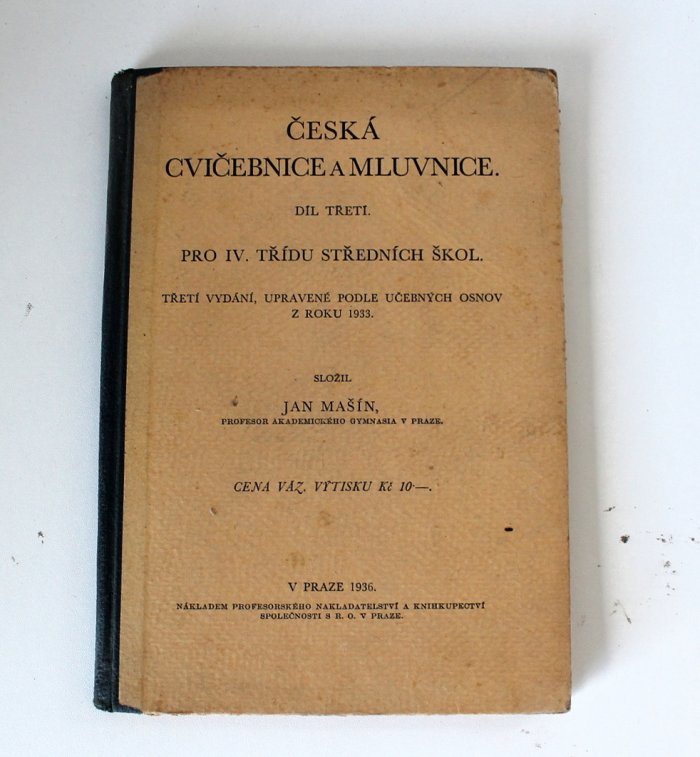 ČESKÁ
CVIČEBNICE A MLUVNICE.
DÍL TŘETÍ.
PRO IV. TŘÍDU STŘEDNÍCH ŠKOL.
TŘETÍ VYDÁNÍ, UPRAVENÉ PODLE UČEBNÝCH OSNOV
Z ROKU 1933.
SLOŽIL
JAN MAŠÍN,
PROFESOR AKADEMICKÉHO GYMNASIA V PRAZE.
CENA VÁZ. VÝTISKU Kč 10·—.
V PRAZE 1936.
NÁKLADEM PROFESORSKÉHO NAKLADATELSTVÍ A KNIHKUPECTVÍ
SPOLEČNOSTI S R. O. V PRAZE.